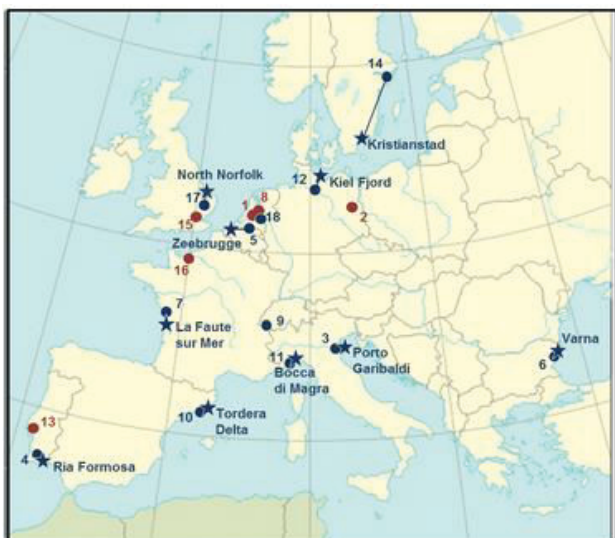 14
Kristianstad
North Norfolk
12
Kiel Fjord
17
1
8
18
2
15
Zeebrugge
5
16
7
La Faute
sur Mer
9
3
Porto
Garibaldi
11
Bocca
di Magra
Varna
6
10
Tordera
Delta
13
4
Ria Formosa